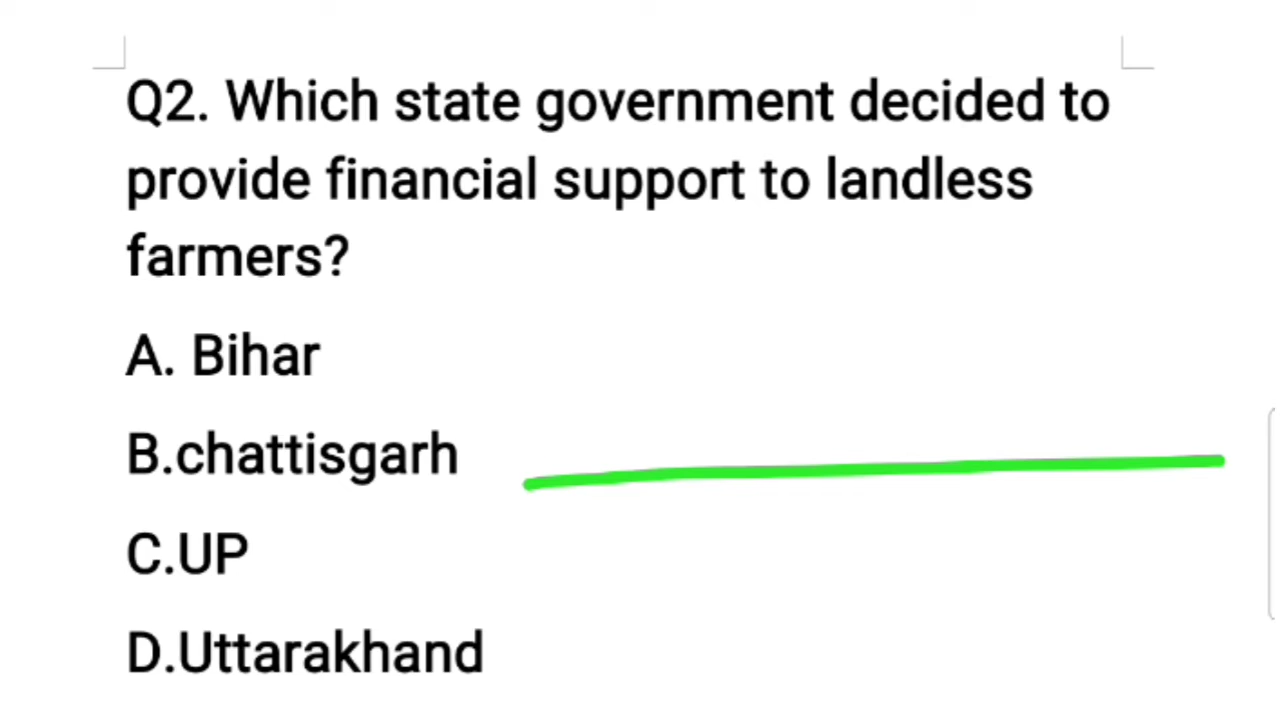 Q2. Which state government decided to
provide financial support to landless
farmers?
A. Bihar
B.chattisgarh
C.UP
D.Uttarakhand